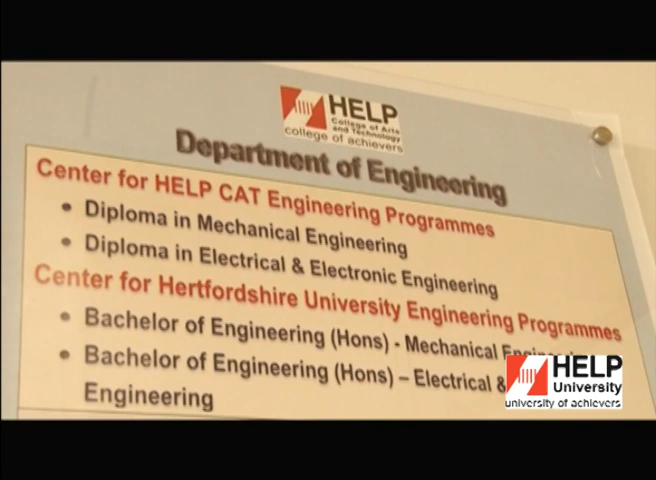 HELP
College of Arts
and Technology
college of achievers
Department of Engineering
Center for HELP CAT Engineering Programmes
• Diploma in Mechanical Engineering
• Diploma in Electrical & Electronic Engineering
Center for Hertfordshire University Engineering Programmes
• Bachelor of Engineering (Hons) - Mechanical
• Bachelor of Engineering (Hons) – Electrical &
Engineering
HELP
University
university of achievers